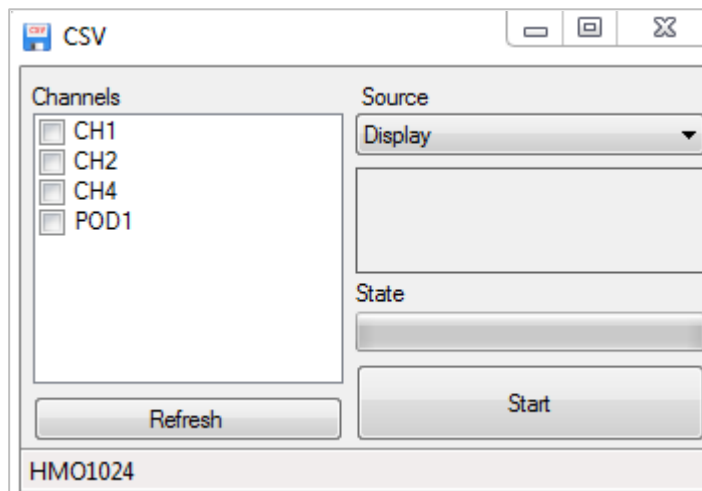 CSV
Channels
CH1
CH2
CH4
POD1
Refresh
Source
Display
State
Start
HMO1024